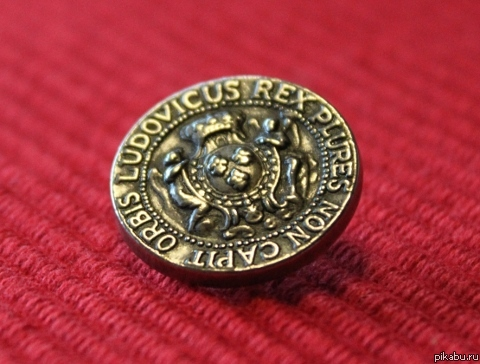 LUDOVICUS REX PLURES NON CAPIT ORBIS
pikabu.ru